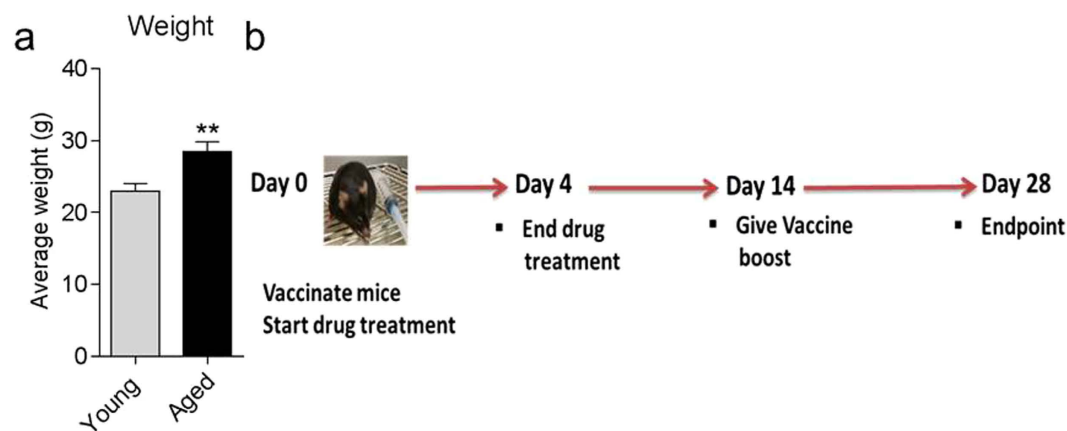 a
Weight
b
Average weight (g)
40
30
20
10
0
**
Young
Aged
Day 0
Day 4
Day 14
Day 28
▪ End drug
treatment
▪ Give Vaccine
boost
▪ Endpoint
Vaccinate mice
Start drug treatment